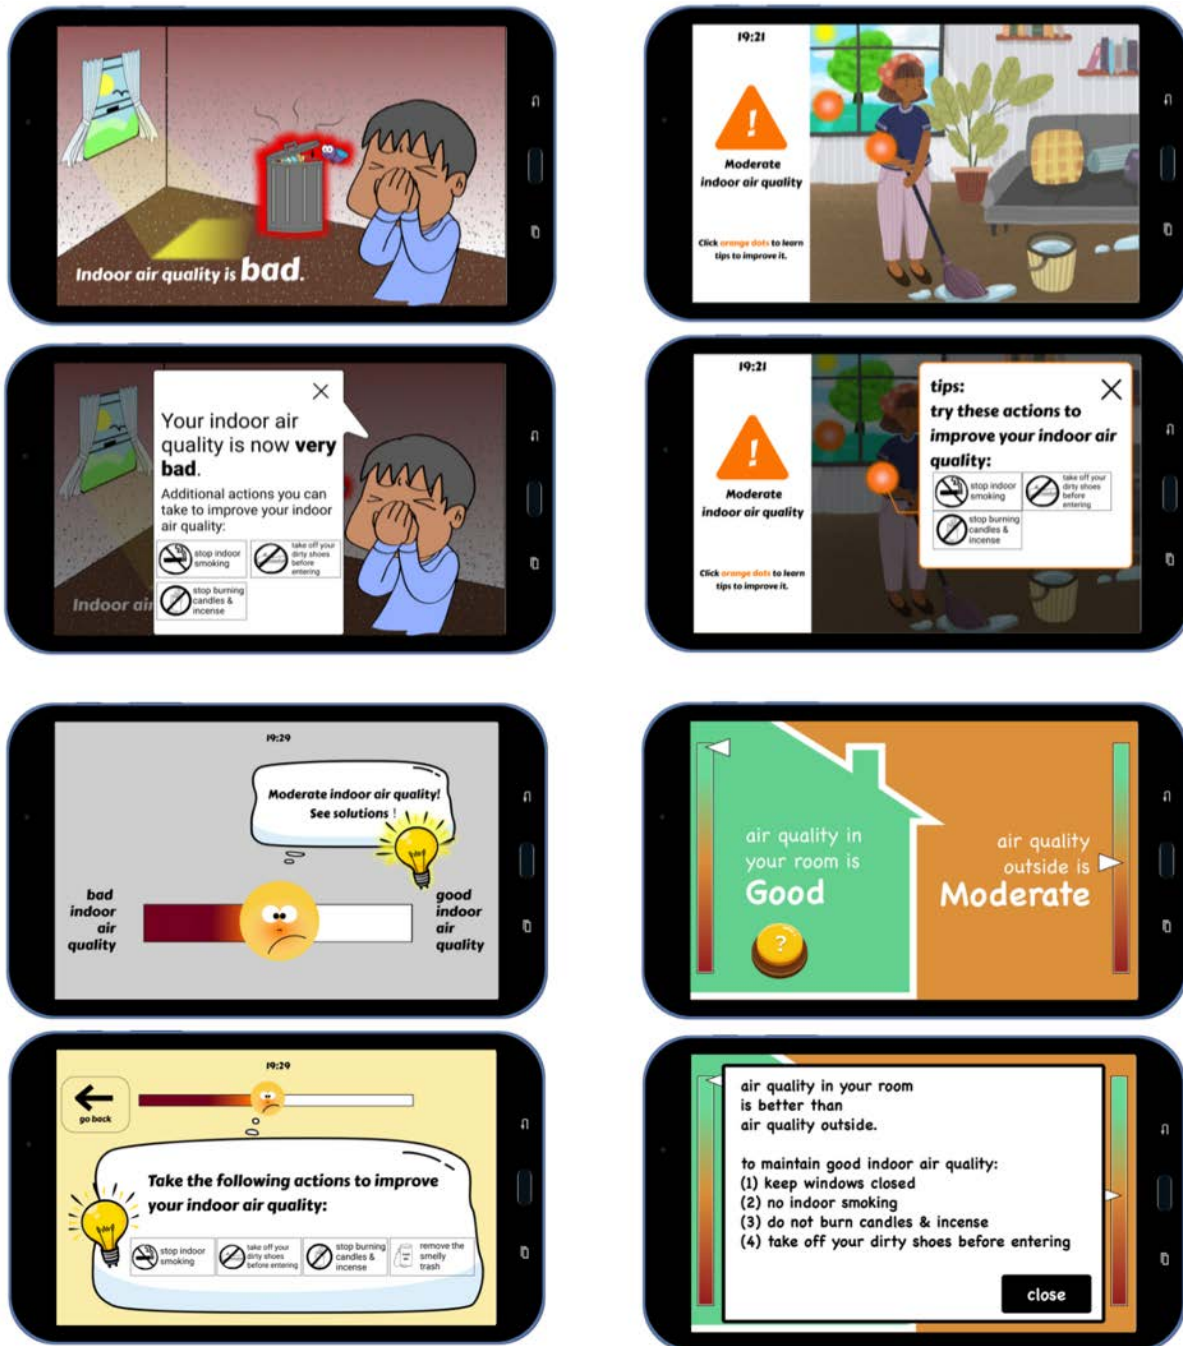 Indoor air quality is bad.
19:21
Moderate
indoor air quality
Click orange dots to learn
tips to improve it.
Your indoor air
quality is now very
bad.
Additional actions you can
take to improve your indoor
air quality:
stop indoor
smoking
take off your
dirty shoes
before
entering
stop burning
candles &
incense
Indoor air
19:21
Moderate
indoor air quality
Click orange dots to learn
tips to improve it.
tips:
try these actions to
improve your indoor air
quality:
stop indoor
smoking
take off your
dirty shoes
before
entering
stop burning
candles &
incense
19:29
Moderate indoor air quality!
See solutions !
bad
indoor
air
quality
good
indoor
air
quality
air quality in
your room is
Good
?
air quality
outside is
Moderate
19:29
go back
Take the following actions to improve
your indoor air quality:
stop indoor
smoking
take off your
dirty shoes
before entering
stop burning
candles &
incense
remove the
smelly
trash
air quality in your room
is better than
air quality outside.
to maintain good indoor air quality:
(1) keep windows closed
(2) no indoor smoking
(3) do not burn candles & incense
(4) take off your dirty shoes before entering
close